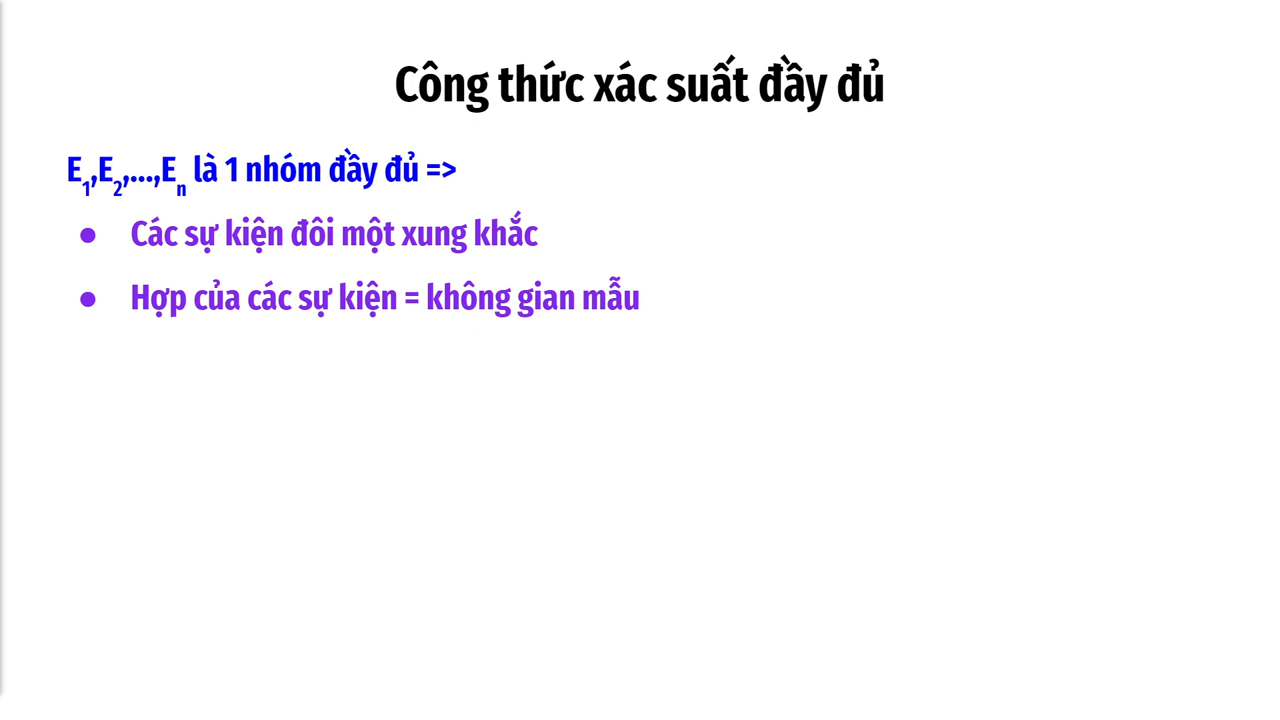 Công thức xác suất đầy đủ
E₁,E₂,...,Eₙ là 1 nhóm đầy đủ =>
● Các sự kiện đôi một xung khắc
● Hợp của các sự kiện = không gian mẫu